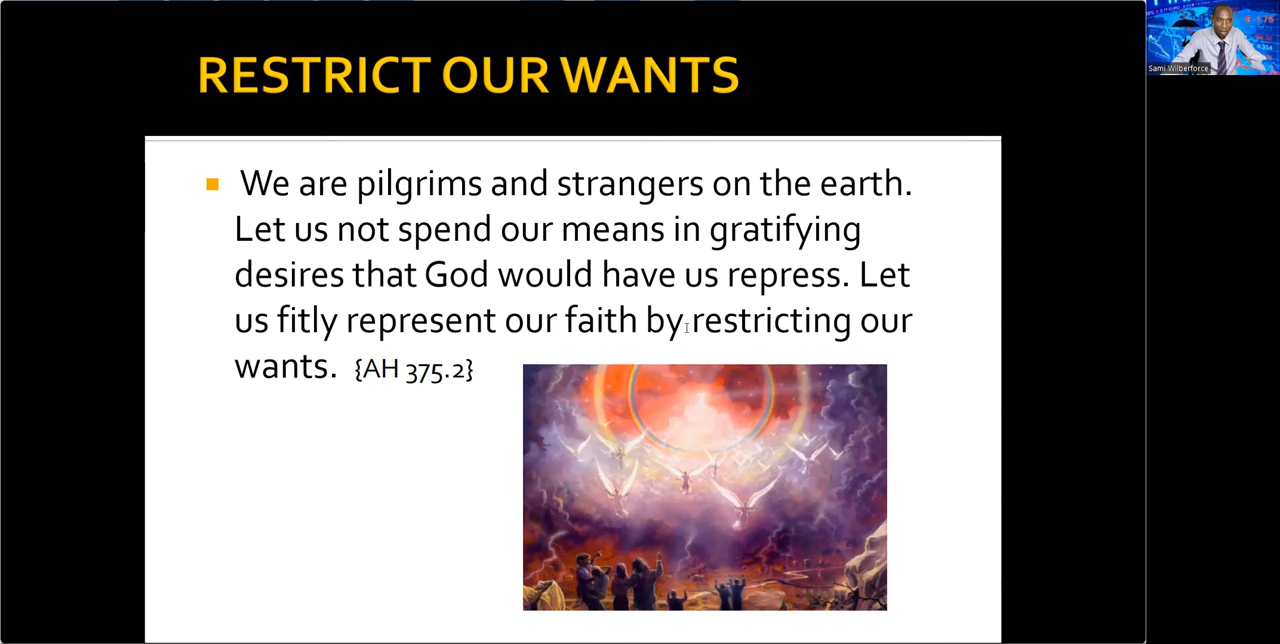 RESTRICT OUR WANTS
We are pilgrims and strangers on the earth.
Let us not spend our means in gratifying
desires that God would have us repress. Let
us fitly represent our faith by restricting our
wants. {AH 375.2}
Sami Wilberforce